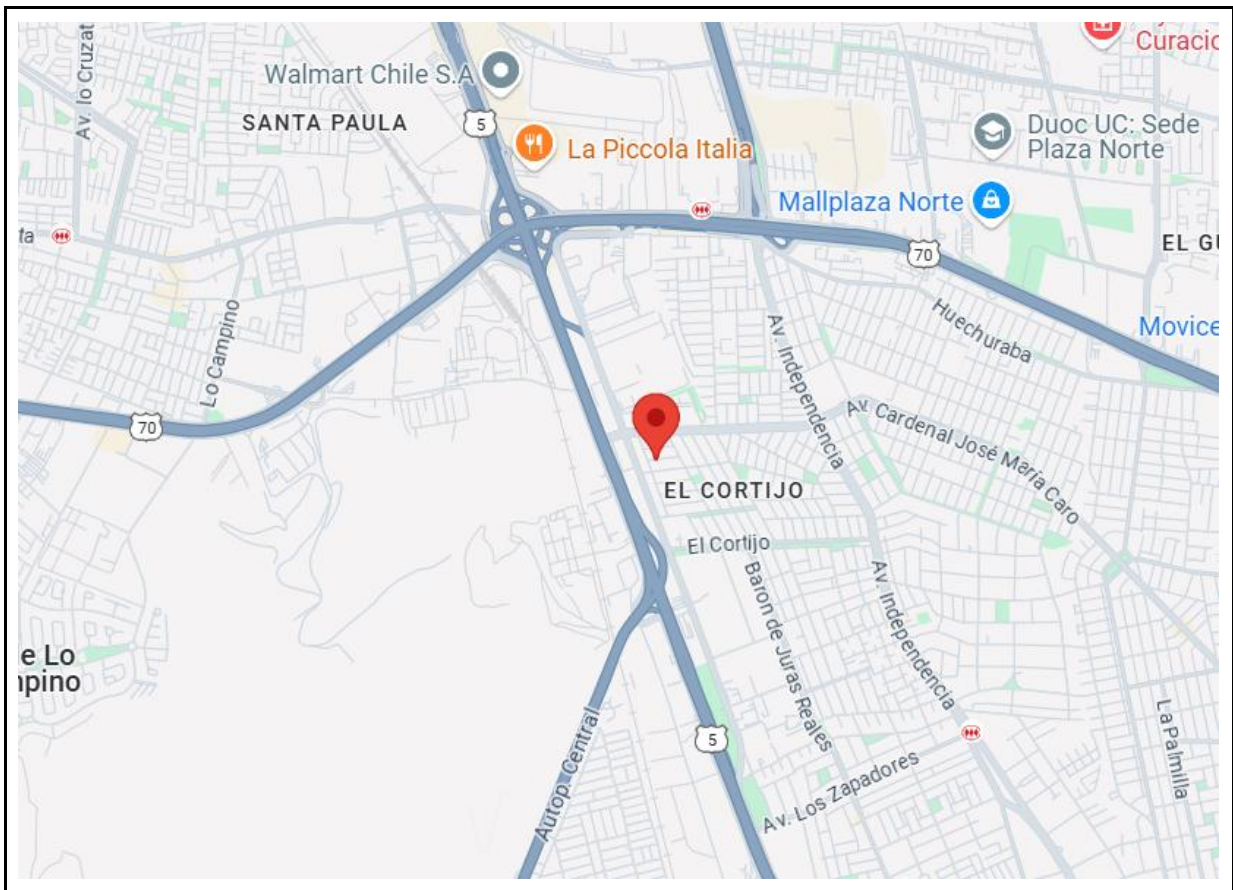 Av. lo Cruzat
Walmart Chile S.A
SANTA PAULA
5
La Piccola Italia
Curacio
Duoc UC: Sede
Plaza Norte
Mallplaza Norte
EL GU
fa
70
Lo Campino
Huechuraba
Movice
Av. Independencia
Av. Cardenal José María Caro
70
EL CORTIJO
El Cortijo
Baron de Juras Reales
Av. Independencia
e Lo
npino
Autop. Central
5
Av. Los Zapadores
La Palmilla